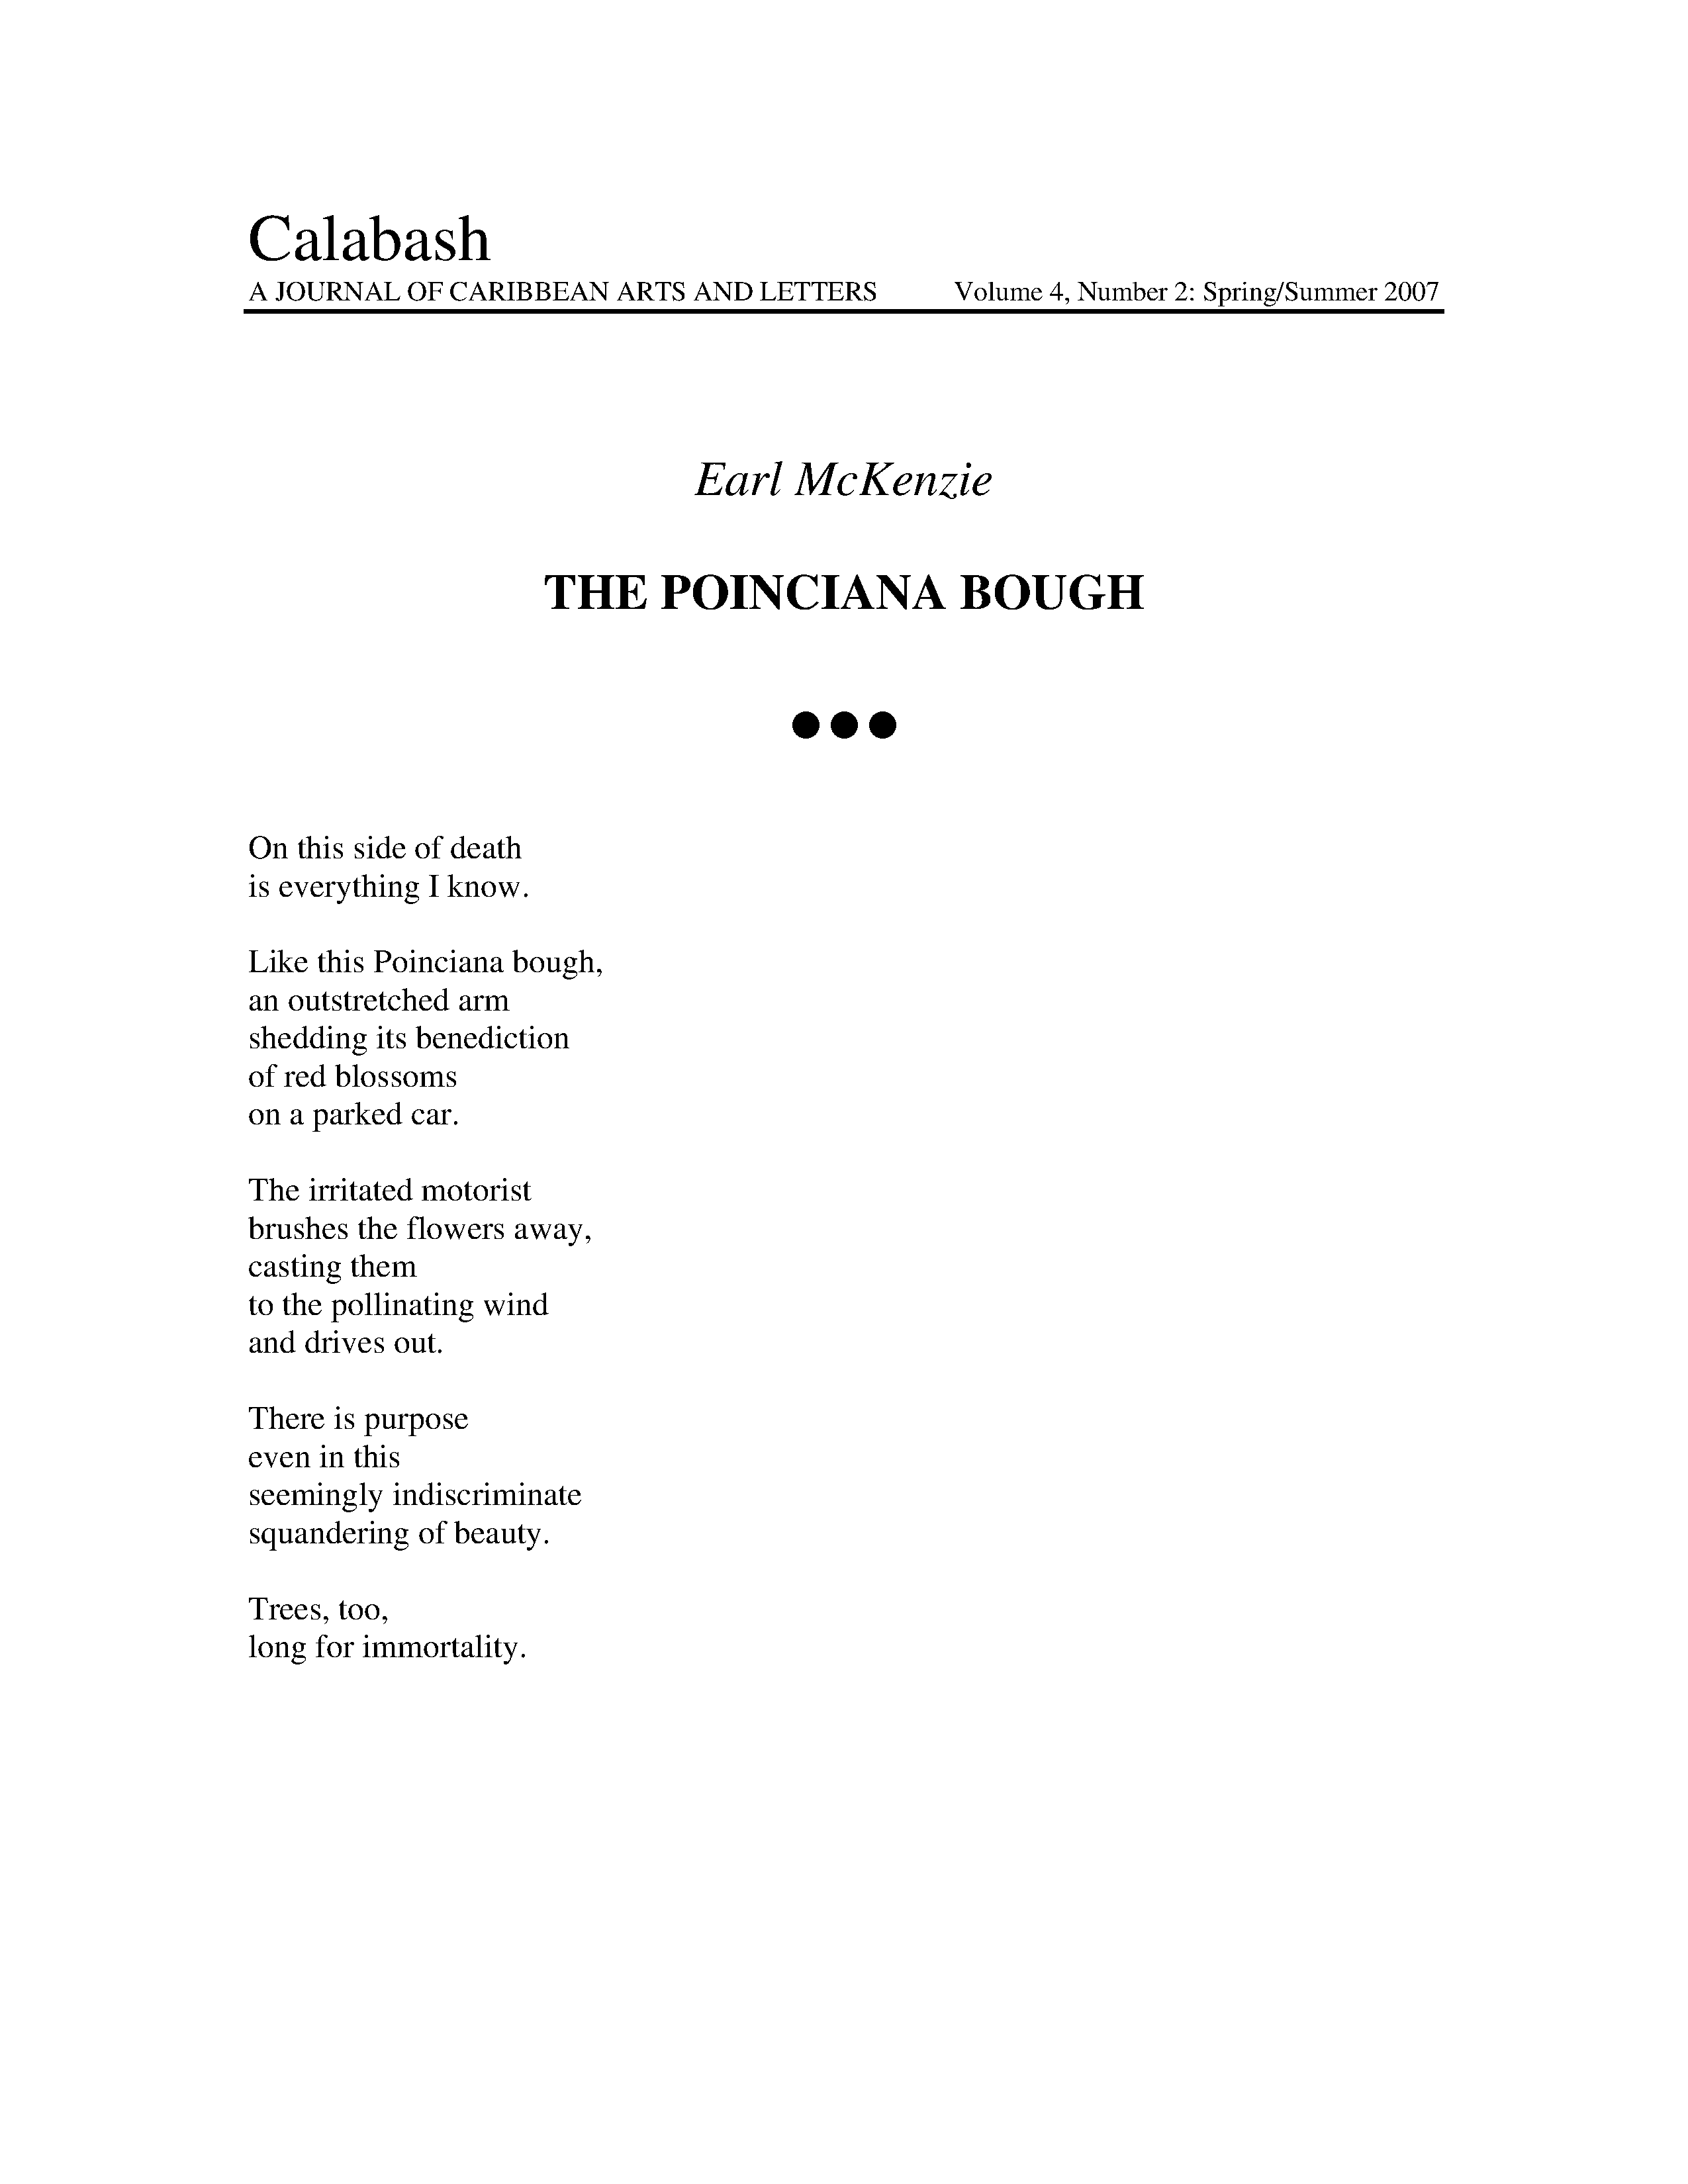 Calabash
A JOURNAL OF CARIBBEAN ARTS AND LETTERS Volume 4, Number 2: Spring/Summer 2007
Earl McKenzie
THE POINCIANA BOUGH
●●●
On this side of death
is everything I know.
Like this Poinciana bough,
an outstretched arm
shedding its benediction
of red blossoms
on a parked car.
The irritated motorist
brushes the flowers away,
casting them
to the pollinating wind
and drives out.
There is purpose
even in this
seemingly indiscriminate
squandering of beauty.
Trees, too,
long for immortality.